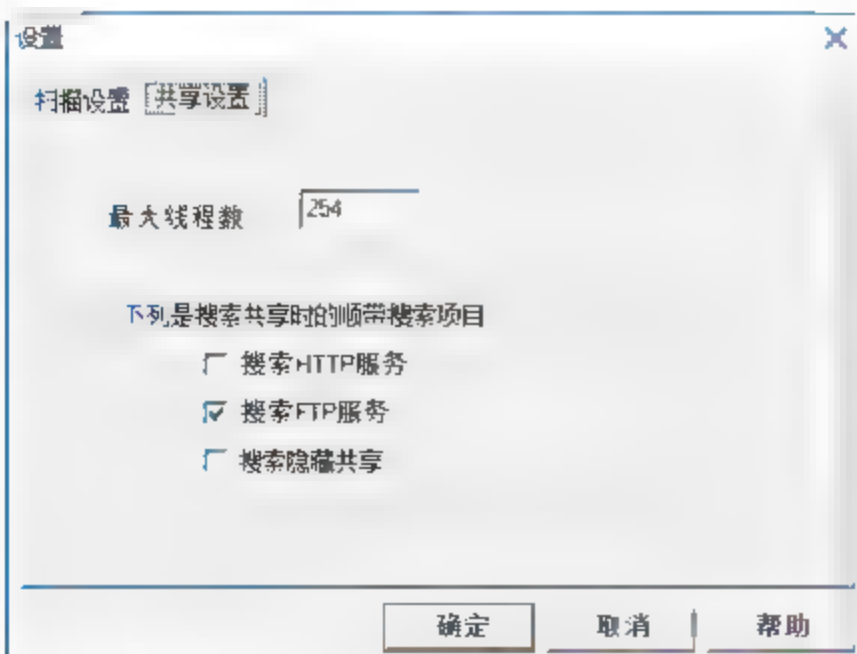 设置
扫描设置 共享设置
最大线程数 254
下列是搜索共享时的顺带搜索项目
搜索HTTP服务
搜索FTP服务
搜索隐藏共享
确定 取消 帮助